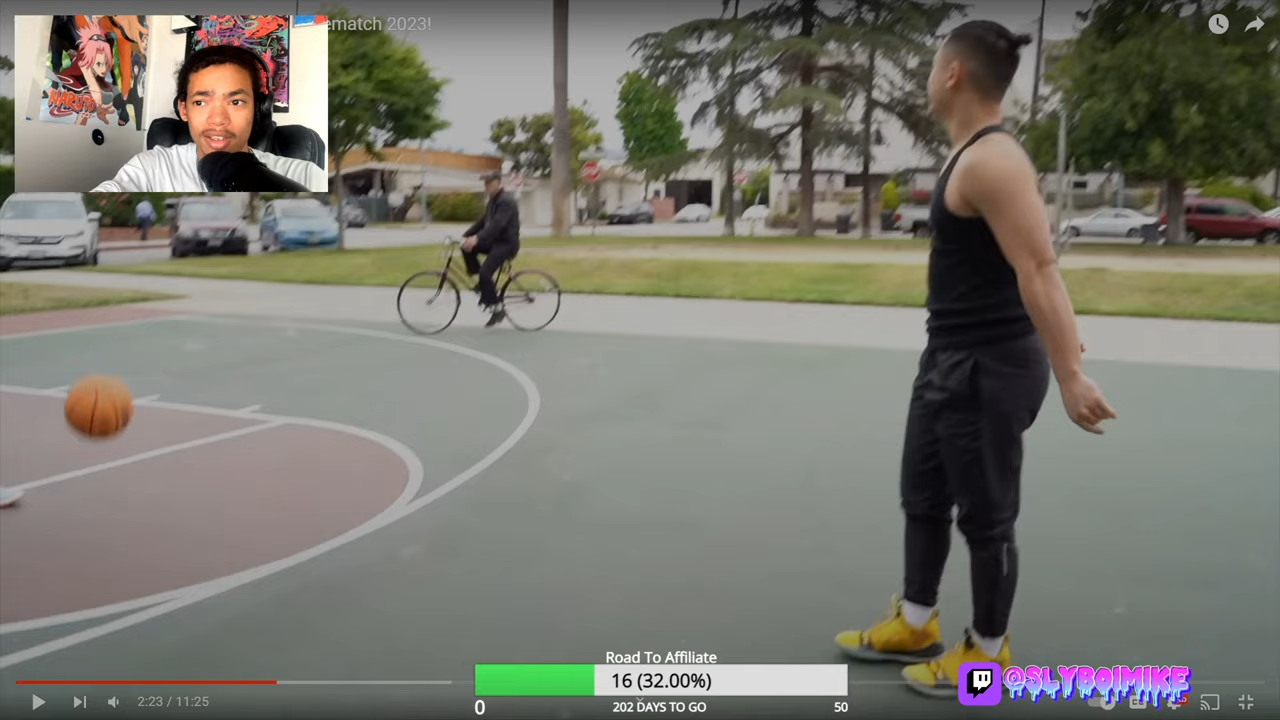 ematch 2023!
NARUTO
Road To Affiliate
16 (32.00%)
0
202 DAYS TO GO
50
@SLYBOIMIKE
2:23 / 11:25